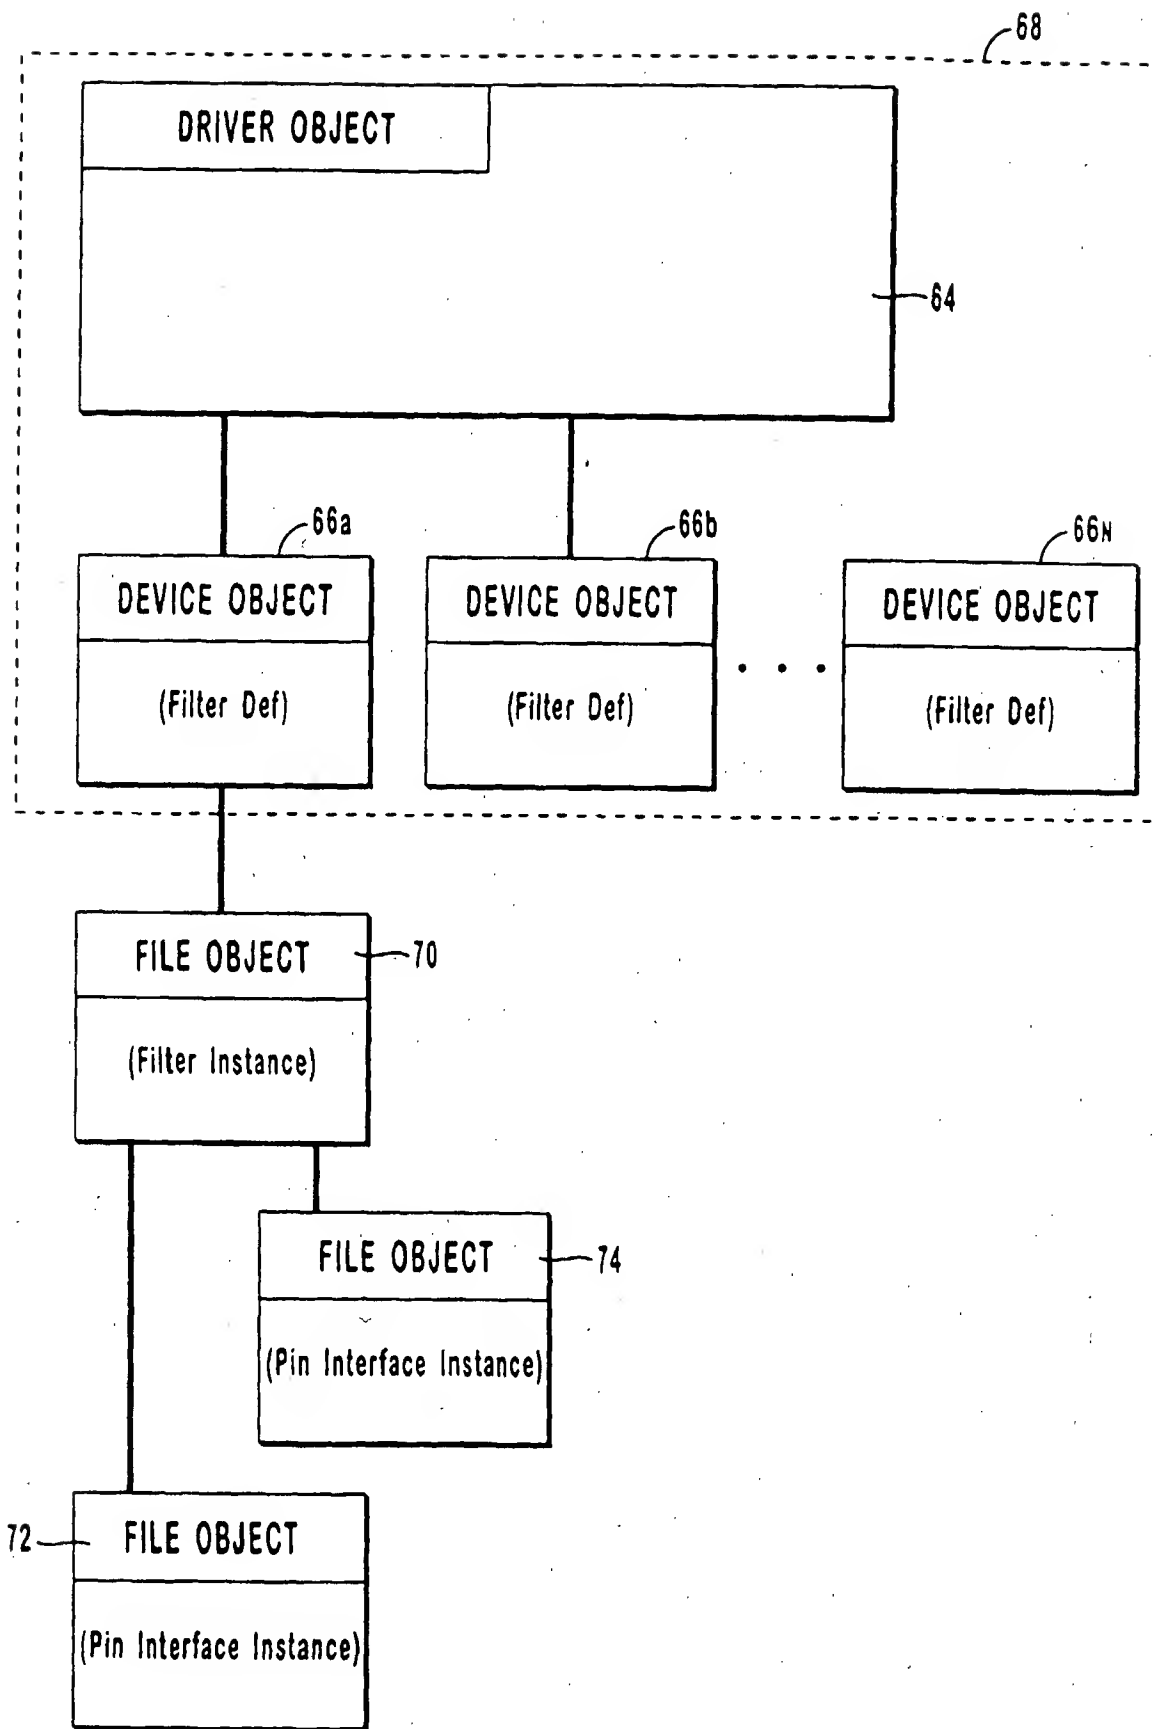 68
DRIVER OBJECT
64
66a
66b
66N
DEVICE OBJECT
DEVICE OBJECT
DEVICE OBJECT
(Filter Def)
(Filter Def)
(Filter Def)
FILE OBJECT
70
(Filter Instance)
FILE OBJECT
74
(Pin Interface Instance)
72
FILE OBJECT
(Pin Interface Instance)